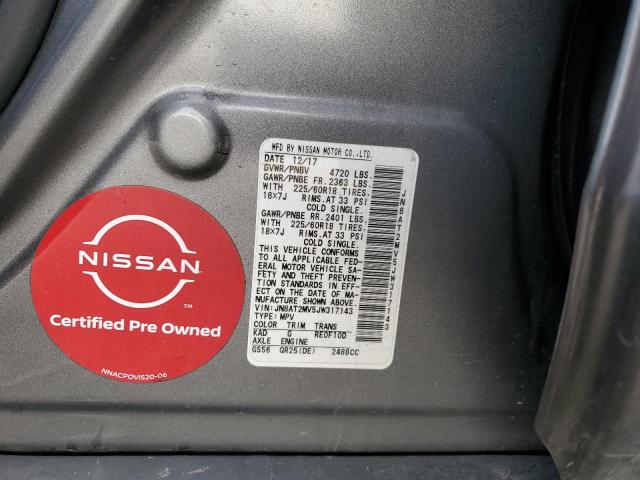 MFD BY NISSAN MOTOR CO.,LTD.
DATE 12/17
GVWR/PNBV 4720 LBS.
GAWR/PNBE FR. 2363 LBS.
WITH 225/60R18 TIRES.
18×7J RIMS.AT 33 PSI
COLD SINGLE.
GAWR/PNBE RR. 2401 LBS.
WITH 225/60R18 TIRES.
18×7J RIMS.AT 33 PSI
COLD SINGLE.
THIS VEHICLE CONFORMS
TO ALL APPLICABLE FED-
ERAL MOTOR VEHICLE SA-
FETY AND THEFT PREVEN-
TION STANDARDS IN EFF-
ECT ON THE DATE OF MA-
NUFACTURE SHOWN ABOVE.
VIN:JN8AT2MV5JW317143
TYPE: MPV
COLOR TRIM TRANS
KAD G RE0F10D
AXLE ENGINE
GS56 QR25(DE) 2488CC
JN8AT2MV5JW317143
NISSAN
Certified Pre Owned
NNACPOVIS20-06